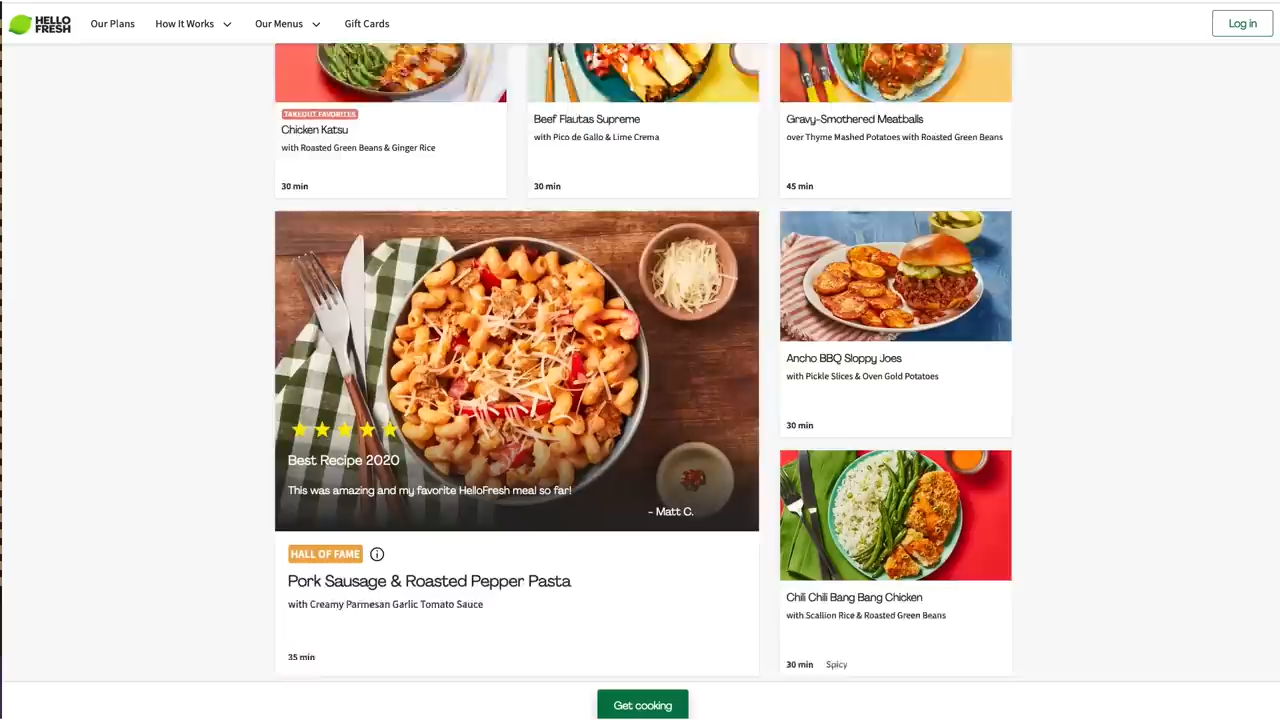 HELLO
FRESH
Our Plans
How It Works
Our Menus
Gift Cards
Log in
TAKEOUT FAVORITES
Chicken Katsu
with Roasted Green Beans & Ginger Rice
30 min
Beef Flautas Supreme
with Pico de Gallo & Lime Crema
30 min
Gravy-Smothered Meatballs
over Thyme Mashed Potatoes with Roasted Green Beans
45 min
Best Recipe 2020
This was amazing and my favorite HelloFresh meal so far!
- Matt C.
HALL OF FAME
Pork Sausage & Roasted Pepper Pasta
with Creamy Parmesan Garlic Tomato Sauce
35 min
Ancho BBQ Sloppy Joes
with Pickle Slices & Oven Gold Potatoes
30 min
Chili Chili Bang Bang Chicken
with Scallion Rice & Roasted Green Beans
30 min Spicy
Get cooking